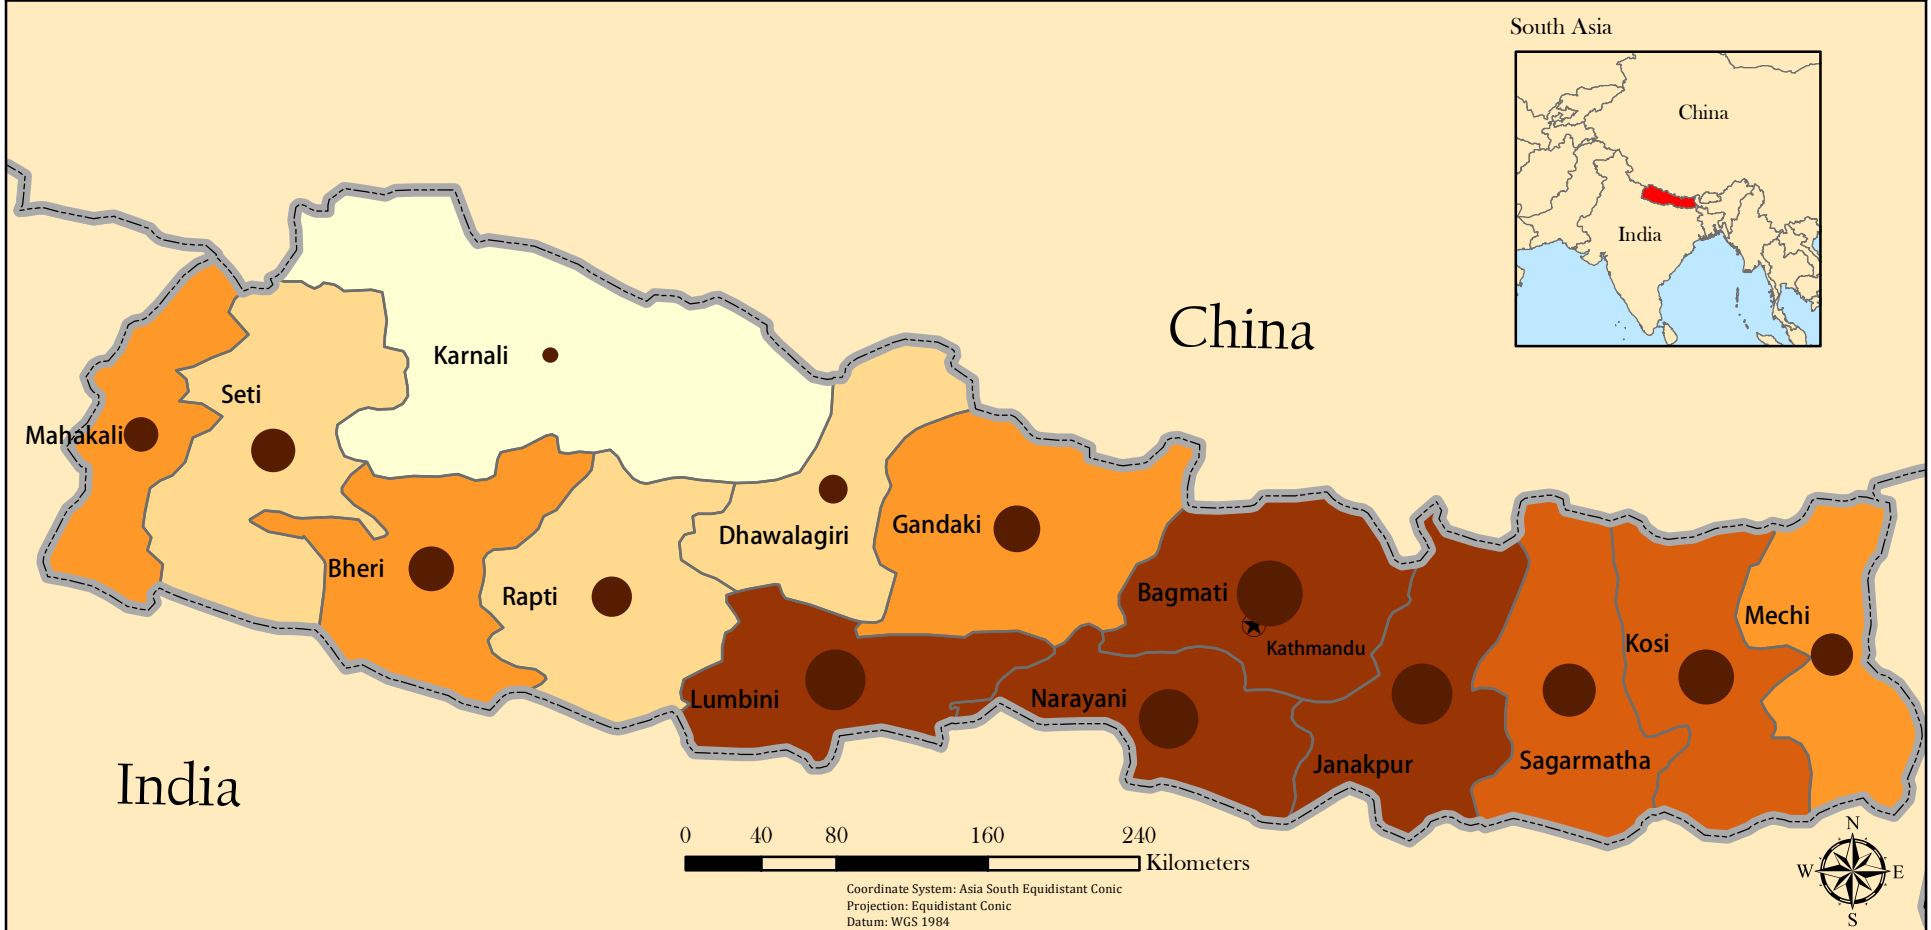 South Asia
China
India
China
Karnali
Seti
Mahakali
Gandaki
Dhawalagiri
Bheri
Rapti
Bagmati
Kathmandu
Mechi
Kosi
Lumbini
Narayani
Janakpur
Sagarmatha
India
0 40 80 160 240
Kilometers
Coordinate System: Asia South Equidistant Conic
Projection: Equidistant Conic
Datum: WGS 1984
N
W E
S